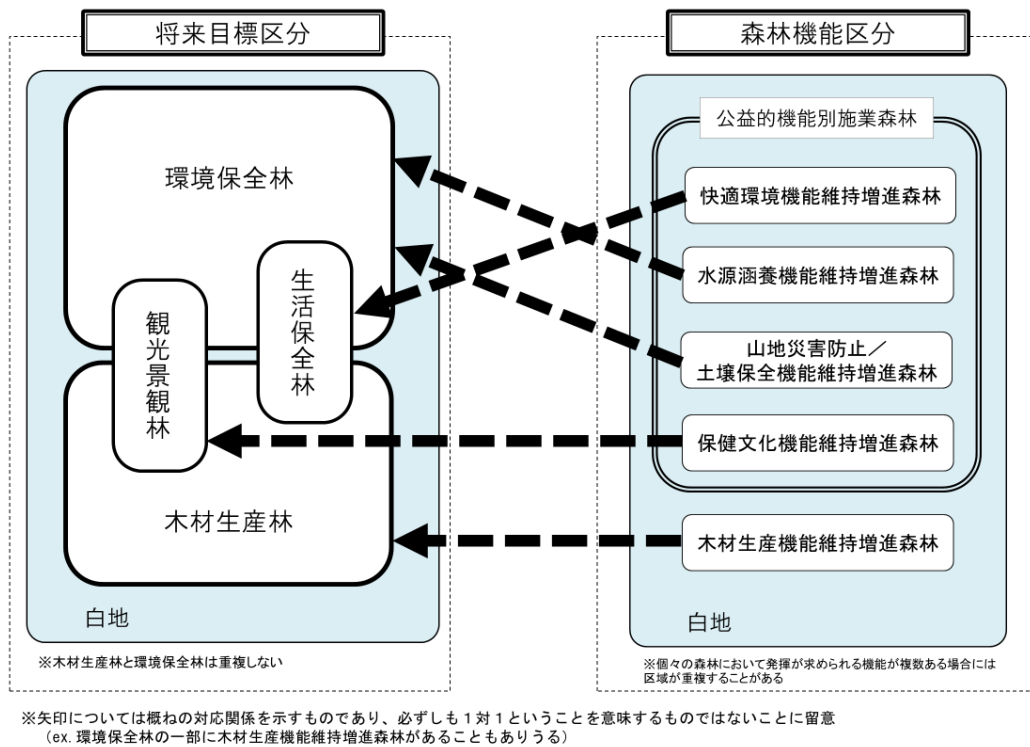 将来目標区分
環境保全林
生活保全林
観光景観林
木材生産林
白地
※木材生産林と環境保全林は重複しない
森林機能区分
公益的機能別施業森林
快適環境機能維持増進森林
水源涵養機能維持増進森林
山地災害防止／
土壌保全機能維持増進森林
保健文化機能維持増進森林
木材生産機能維持増進森林
白地
※個々の森林において発揮が求められる機能が複数ある場合には
区域が重複することがある
※矢印については概ねの対応関係を示すものであり、必ずしも１対１ということを意味するものではないことに留意
（ex.環境保全林の一部に木材生産機能維持増進森林があることもありうる）